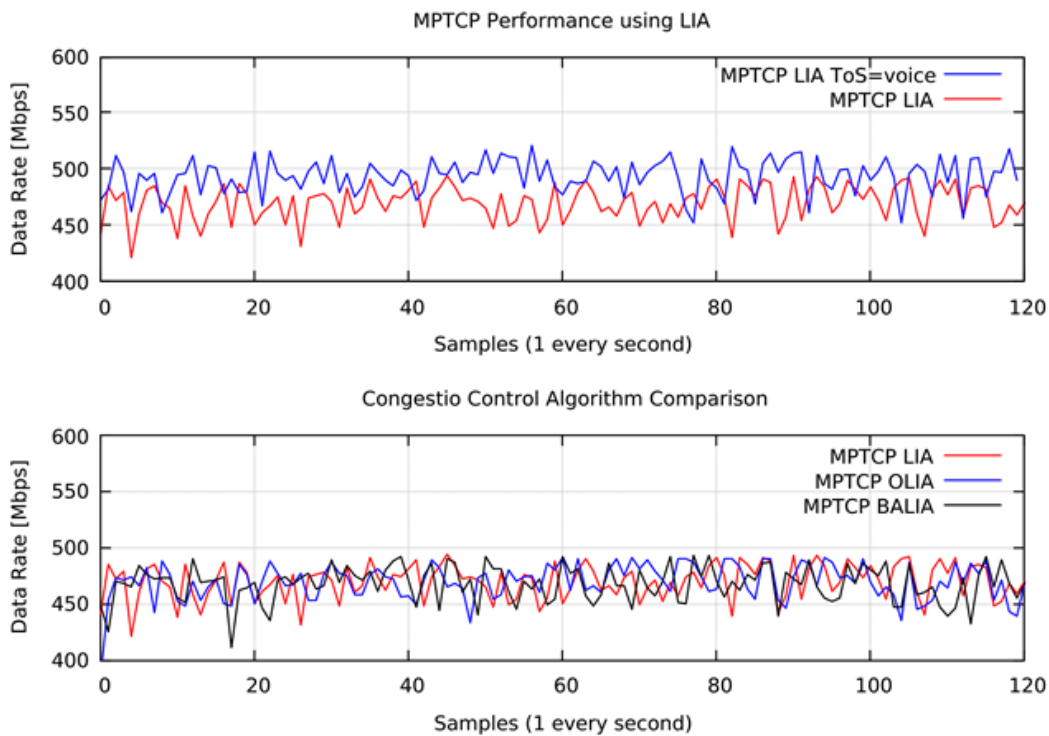 MPTCP Performance using LIA
600
550
500
450
400
Data Rate [Mbps]
MPTCP LIA ToS=voice
MPTCP LIA
0 20 40 60 80 100 120
Samples (1 every second)
Congestio Control Algorithm Comparison
600
550
500
450
400
Data Rate [Mbps]
MPTCP LIA
MPTCP OLIA
MPTCP BALIA
0 20 40 60 80 100 120
Samples (1 every second)